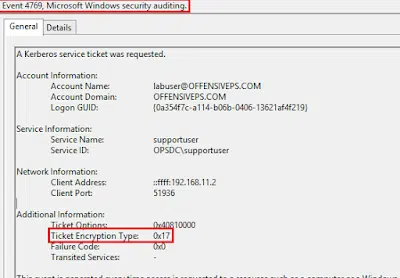 Event 4769, Microsoft Windows security auditing.
General Details
A Kerberos service ticket was requested.
Account Information:
Account Name: labuser@OFFENSIVEPS.COM
Account Domain: OFFENSIVEPS.COM
Logon GUID: {0a354f7c-a114-b06b-0406-13621af4f219}
Service Information:
Service Name: supportuser
Service ID: OPSDC\supportuser
Network Information:
Client Address: ::ffff:192.168.11.2
Client Port: 51936
Additional Information:
Ticket Options: 0x40810000
Ticket Encryption Type: 0x17
Failure Code: 0x0
Transited Services: -